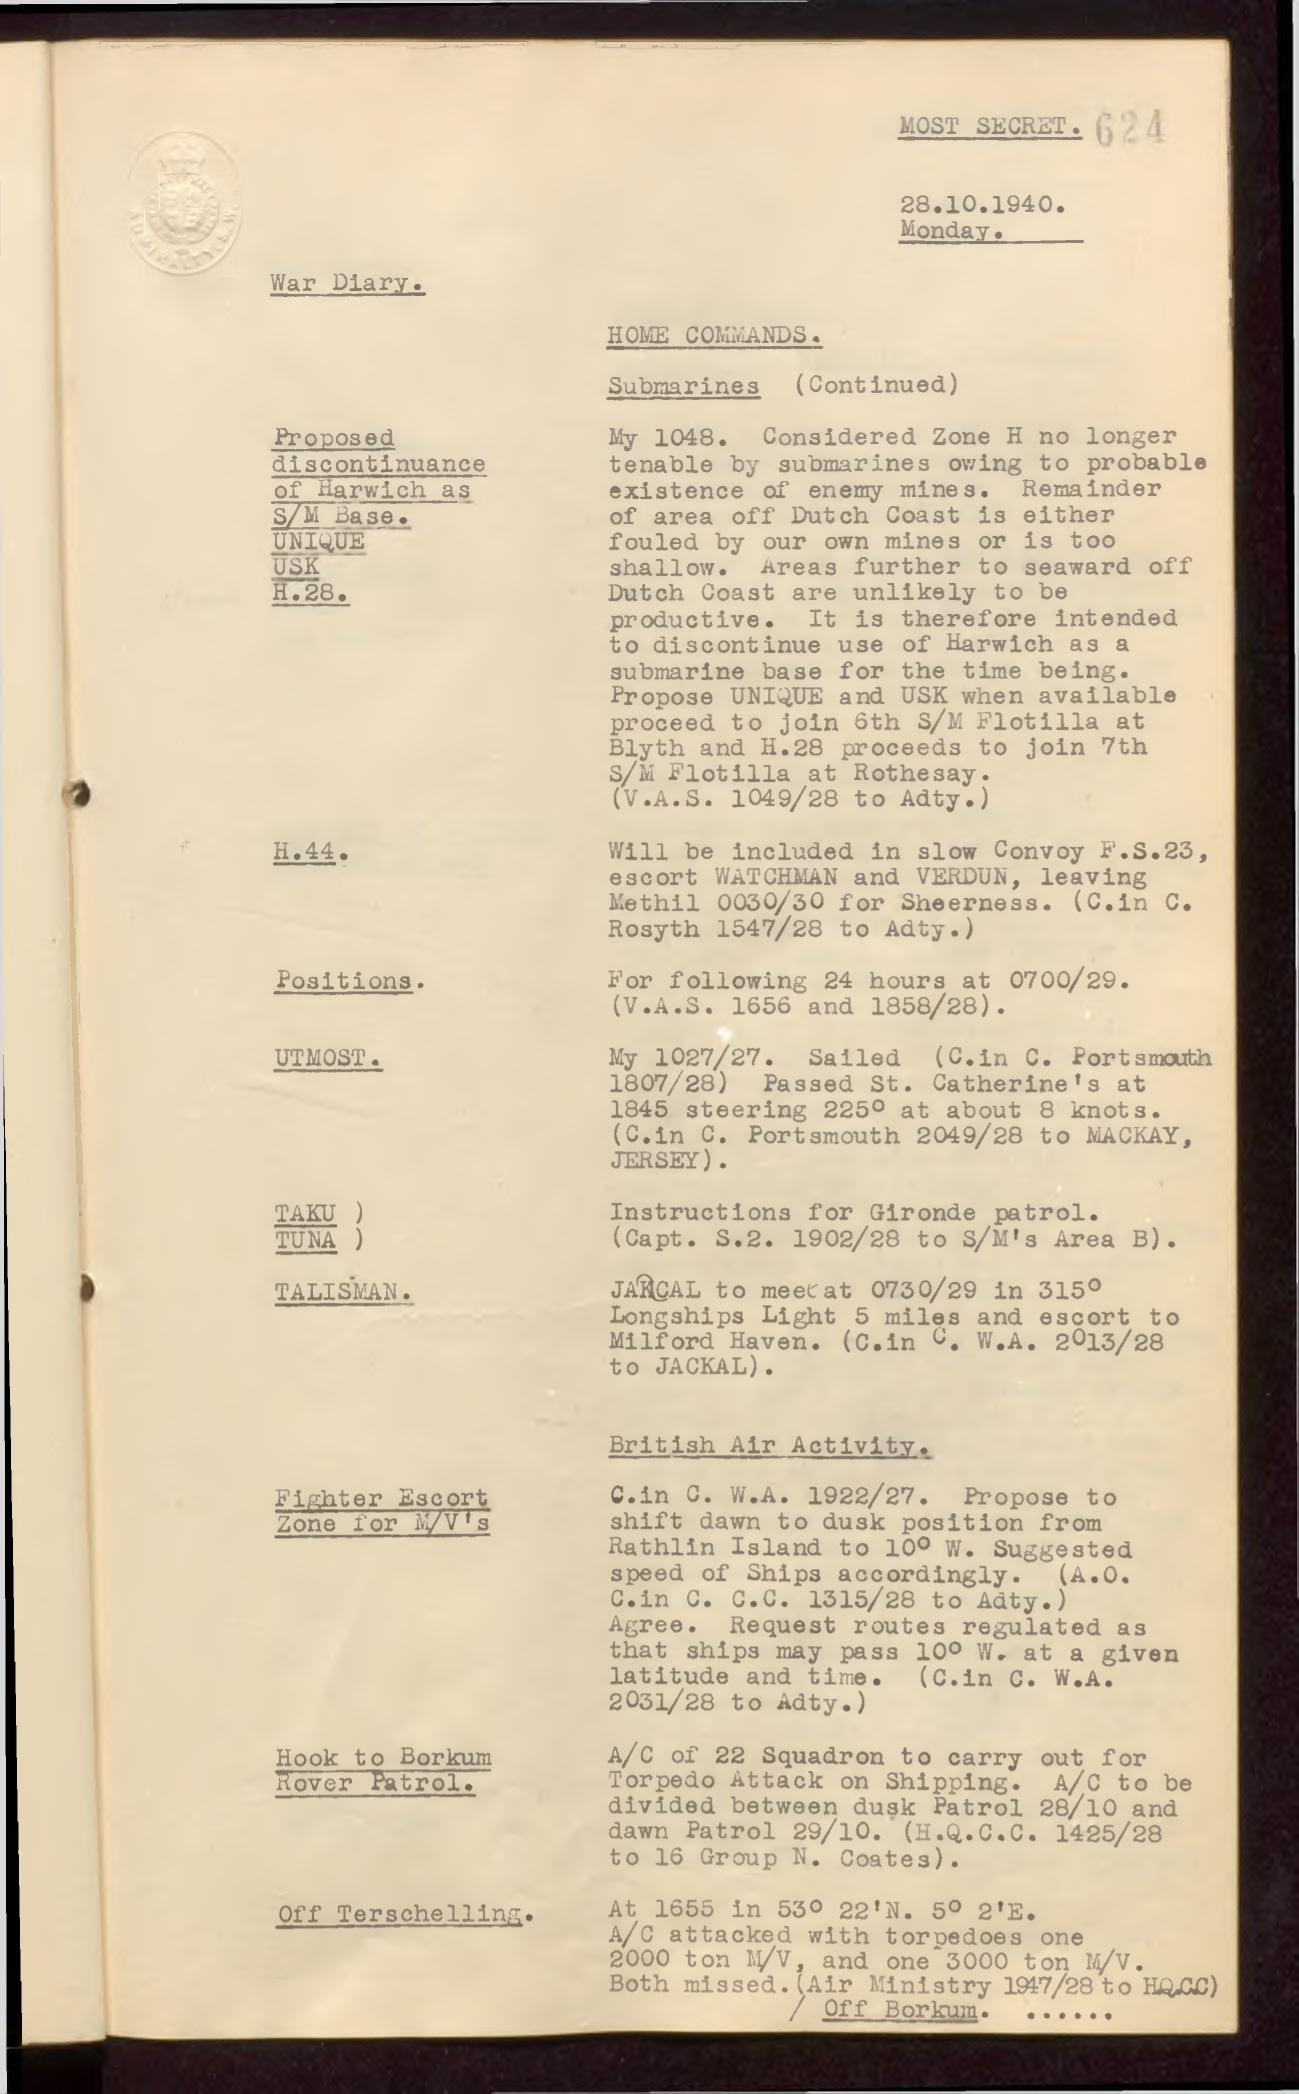 MOST SECRET. 624
28.10.1940.
Monday.
ADMIRALTY S.W.
War Diary.
HOME COMMANDS.
Submarines (Continued)
Proposed
discontinuance
of Harwich as
S/M Base.
UNIQUE
USK
H.28.
My 1048. Considered Zone H no longer
tenable by submarines owing to probable
existence of enemy mines. Remainder
of area off Dutch Coast is either
fouled by our own mines or is too
shallow. Areas further to seaward off
Dutch Coast are unlikely to be
productive. It is therefore intended
to discontinue use of Harwich as a
submarine base for the time being.
Propose UNIQUE and USK when available
proceed to join 6th S/M Flotilla at
Blyth and H.28 proceeds to join 7th
S/M Flotilla at Rothesay.
(V.A.S. 1049/28 to Adty.)
H.44.
Will be included in slow Convoy F.S.23,
escort WATCHMAN and VERDUN, leaving
Methil 0030/30 for Sheerness. (C.in C.
Rosyth 1547/28 to Adty.)
Positions.
For following 24 hours at 0700/29.
(V.A.S. 1656 and 1858/28).
UTMOST.
My 1027/27. Sailed (C.in C. Portsmouth
1807/28) Passed St. Catherine's at
1845 steering 225° at about 8 knots.
(C.in C. Portsmouth 2049/28 to MACKAY,
JERSEY).
TAKU )
TUNA )
Instructions for Gironde patrol.
(Capt. S.2. 1902/28 to S/M's Area B).
TALISMAN.
JAKCAL to meet at 0730/29 in 315°
Longships Light 5 miles and escort to
Milford Haven. (C.in C. W.A. 2013/28
to JACKAL).
British Air Activity.
Fighter Escort
Zone for M/V's
C.in C. W.A. 1922/27. Propose to
shift dawn to dusk position from
Rathlin Island to 10° W. Suggested
speed of Ships accordingly. (A.O.
C.in C. C.C. 1315/28 to Adty.)
Agree. Request routes regulated as
that ships may pass 10° W. at a given
latitude and time. (C.in C. W.A.
2031/28 to Adty.)
Hook to Borkum
Rover Patrol.
A/C of 22 Squadron to carry out for
Torpedo Attack on Shipping. A/C to be
divided between dusk Patrol 28/10 and
dawn Patrol 29/10. (H.Q.C.C. 1425/28
to 16 Group N. Coates).
Off Terschelling.
At 1655 in 53° 22'N. 5° 2'E.
A/C attacked with torpedoes one
2000 ton M/V, and one 3000 ton M/V.
Both missed. (Air Ministry 1947/28 to H.Q.C.C)
/ Off Borkum. ......